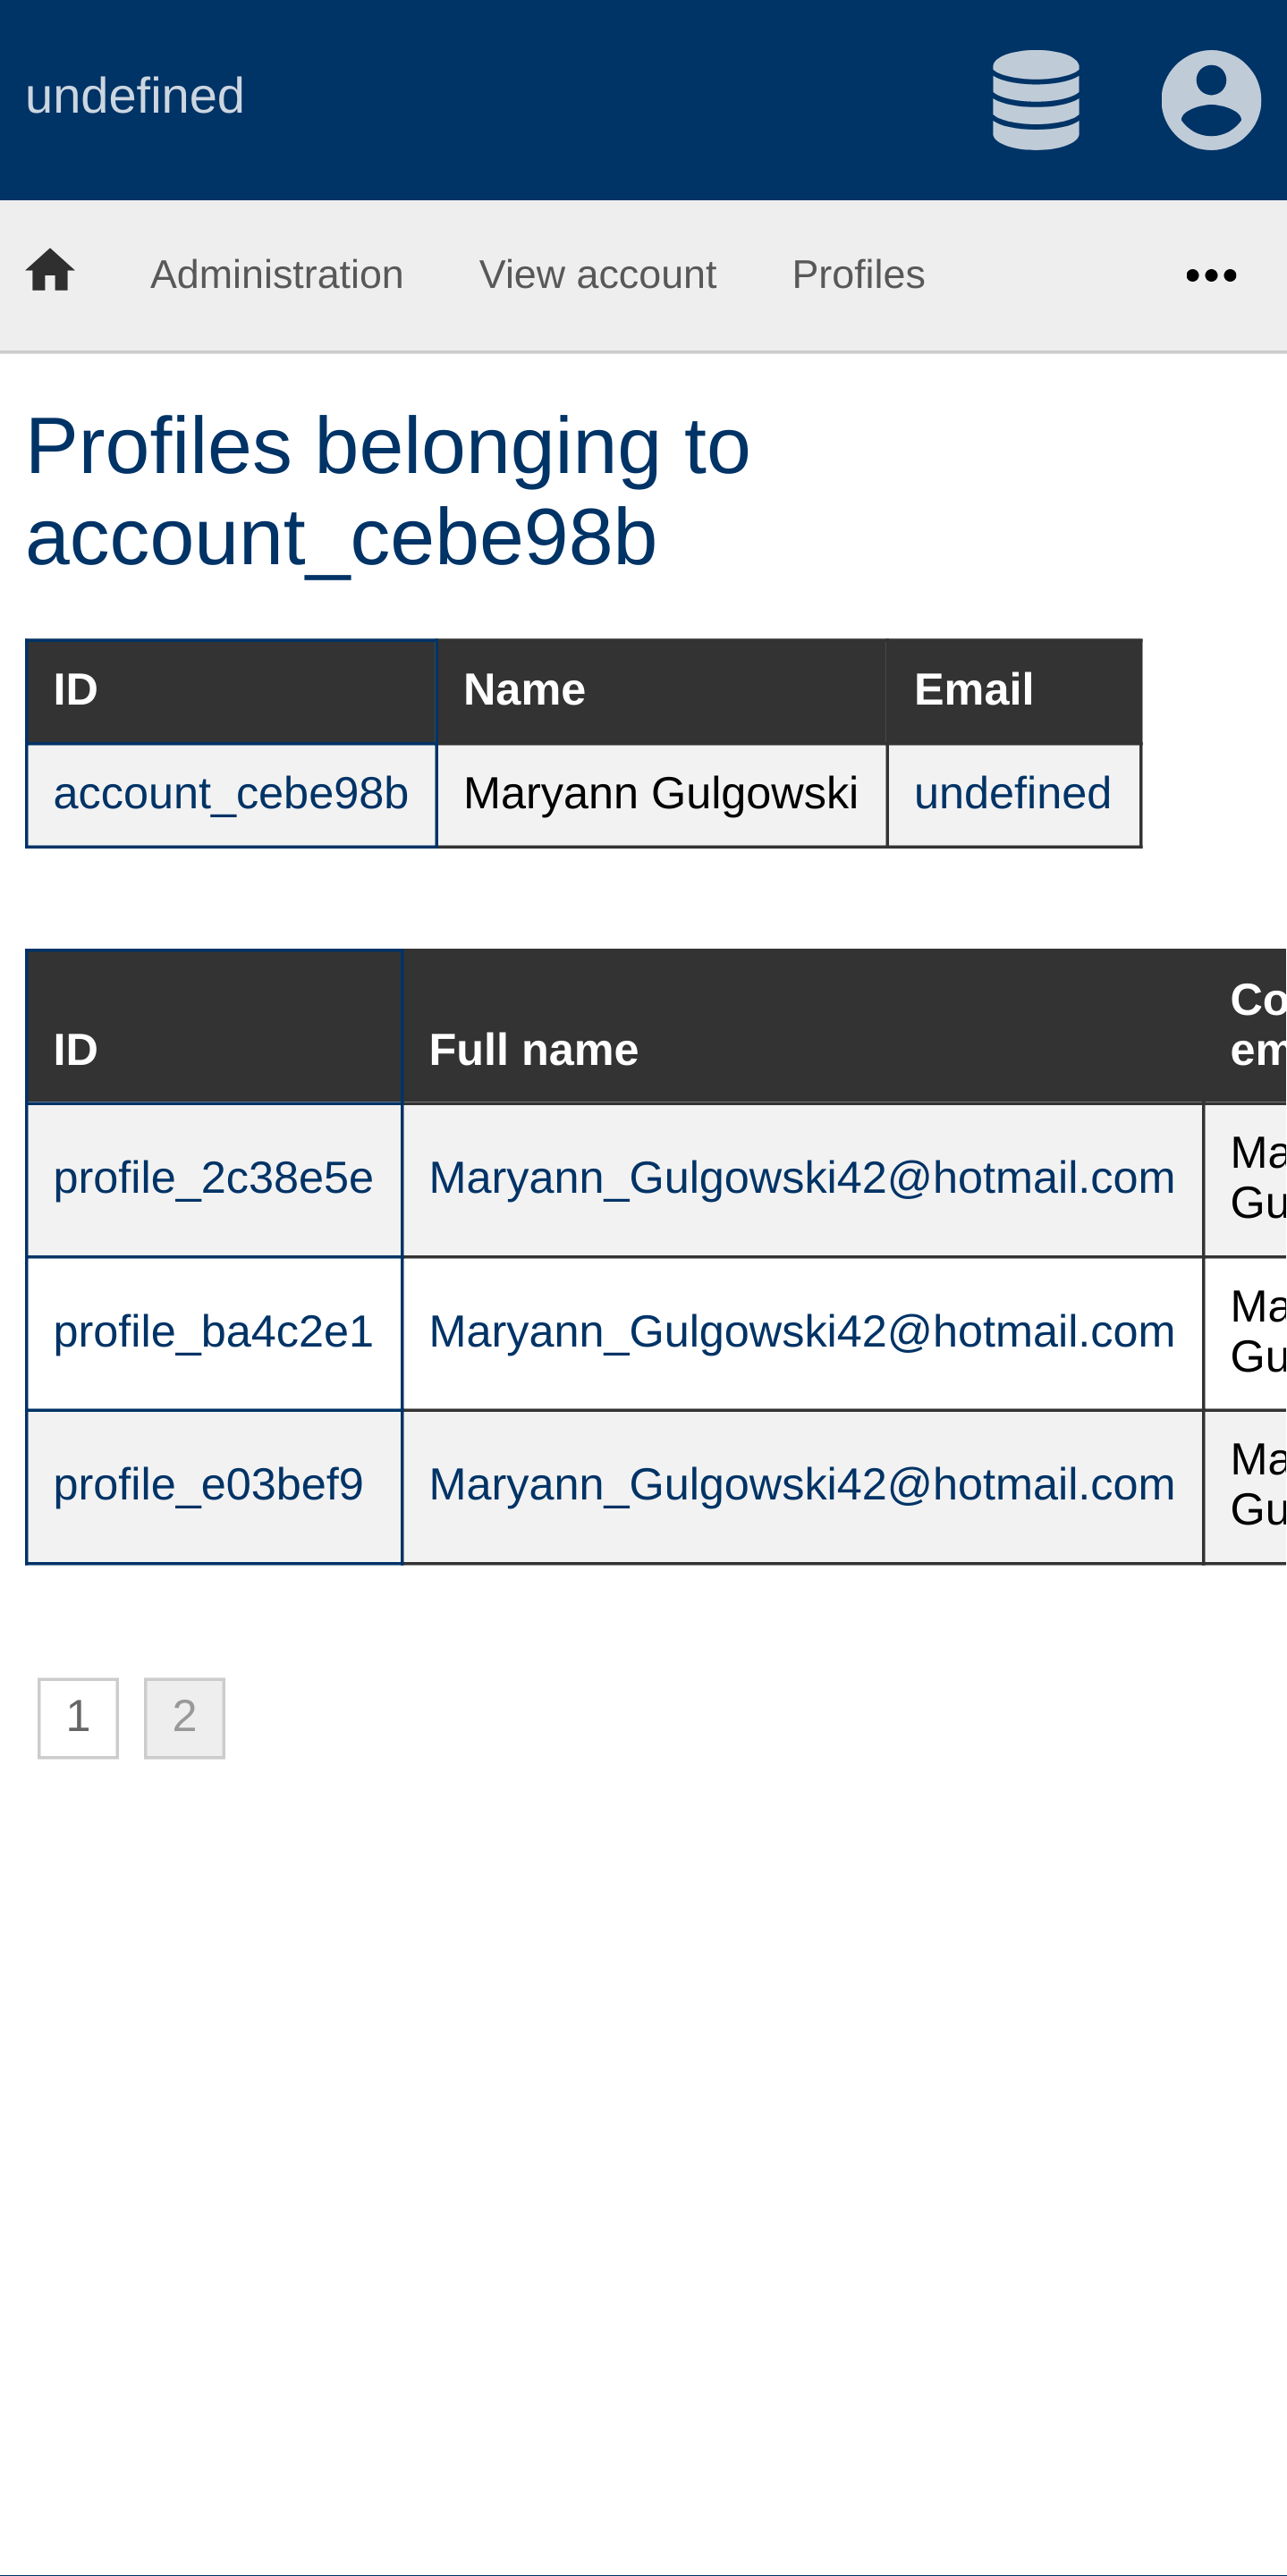 undefined
Administration View account Profiles •••
Profiles belonging to
account_cebe98b
ID Name Email
account_cebe98b Maryann Gulgowski undefined
Co
ID Full name em
profile_2c38e5e Maryann_Gulgowski42@hotmail.com Ma
Gu
profile_ba4c2e1 Maryann_Gulgowski42@hotmail.com Ma
Gu
profile_e03bef9 Maryann_Gulgowski42@hotmail.com Ma
Gu
1 2